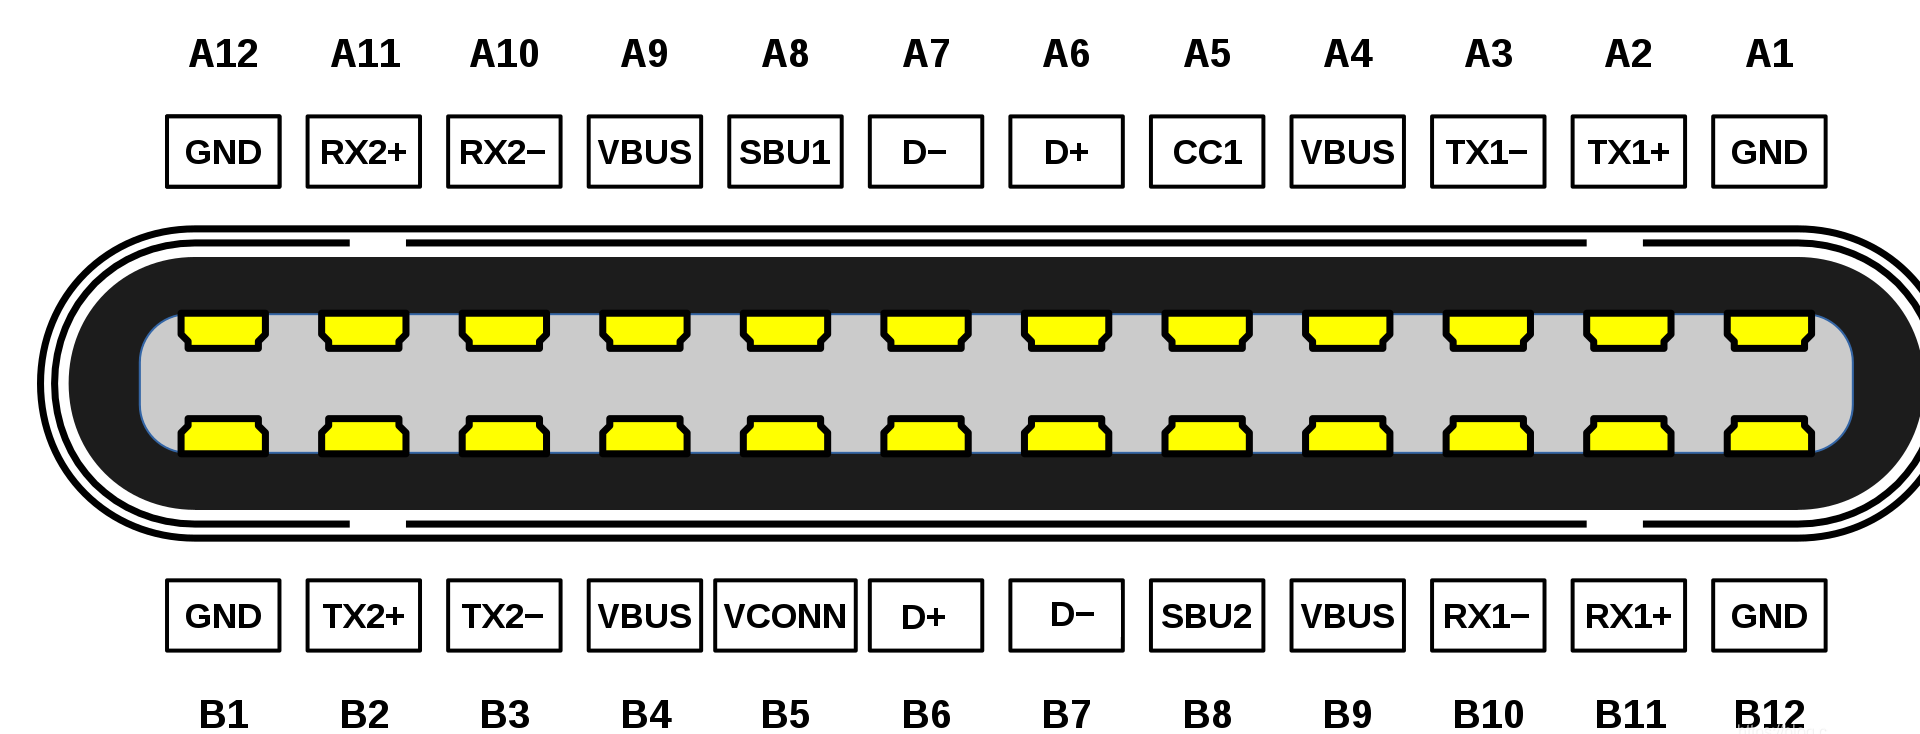 A12 A11 A10 A9 A8 A7 A6 A5 A4 A3 A2 A1
GND RX2+ RX2− VBUS SBU1 D− D+ CC1 VBUS TX1− TX1+ GND
GND TX2+ TX2− VBUS VCONN D+ D− SBU2 VBUS RX1− RX1+ GND
B1 B2 B3 B4 B5 B6 B7 B8 B9 B10 B11 B12